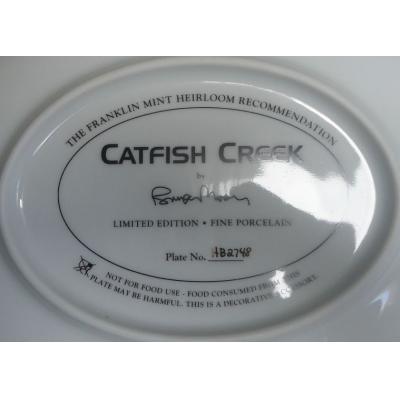 THE FRANKLIN MINT HEIRLOOM RECOMMENDATION
CATFISH CREEK
by
LIMITED EDITION • FINE PORCELAIN
Plate No. HB2748
NOT FOR FOOD USE - FOOD CONSUMED FROM THIS
PLATE MAY BE HARMFUL. THIS IS A DECORATIVE ACCESSORY.